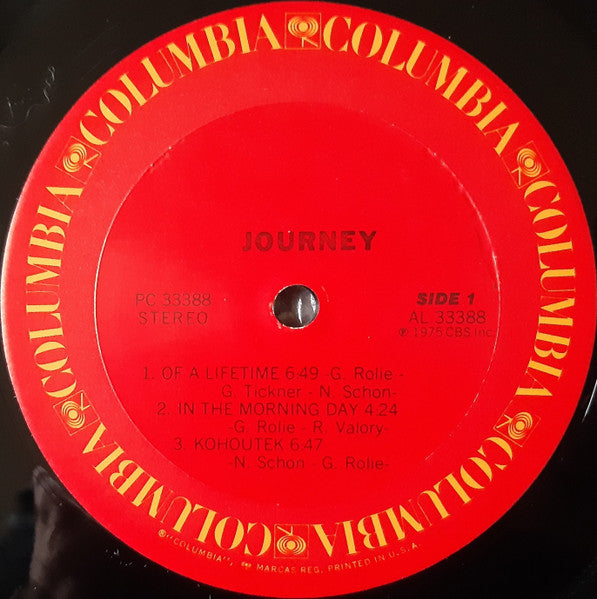 COLUMBIA COLUMBIA COLUMBIA COLUMBIA COLUMBIA COLUMBIA
JOURNEY
PC 33388
STEREO
SIDE 1
AL 33388
℗ 1975 CBS Inc.
1. OF A LIFETIME 6:49 -G. Rolie -
G. Tickner - N. Schon-
2. IN THE MORNING DAY 4:24
-G. Rolie - R. Valory-
3. KOHOUTEK 6:47
-N. Schon - G. Rolie-
®"COLUMBIA", MARCAS REG. PRINTED IN U.S.A.